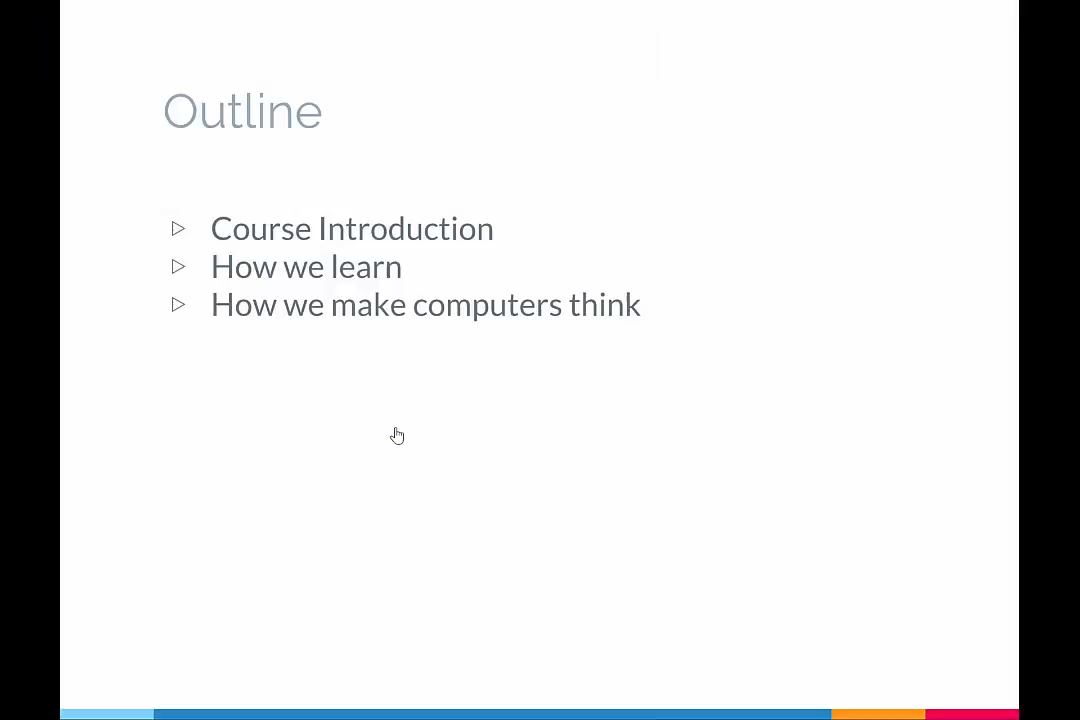 Outline
Course Introduction
How we learn
How we make computers think